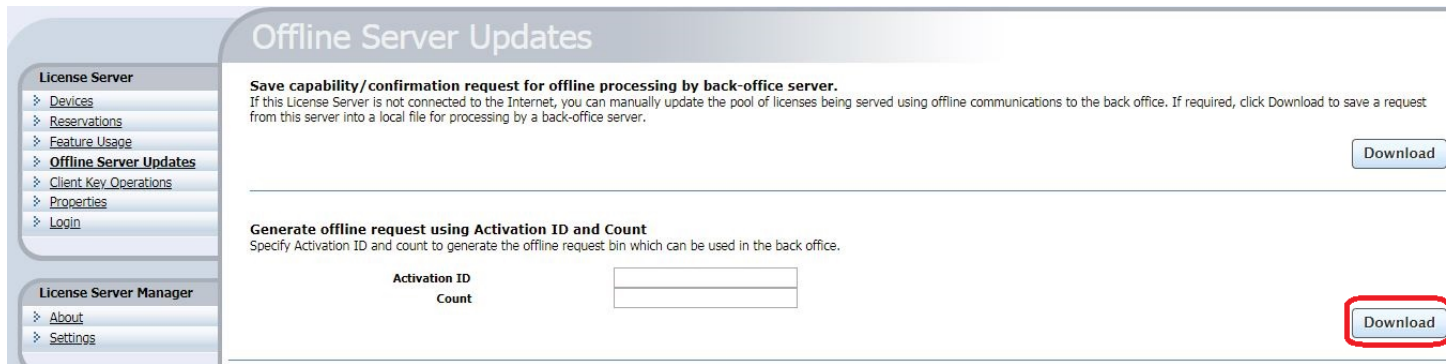 Offline Server Updates
License Server
Devices
Reservations
Feature Usage
Offline Server Updates
Client Key Operations
Properties
Login
License Server Manager
About
Settings
Save capability/confirmation request for offline processing by back-office server.
If this License Server is not connected to the Internet, you can manually update the pool of licenses being served using offline communications to the back office. If required, click Download to save a request
from this server into a local file for processing by a back-office server.
Download
Generate offline request using Activation ID and Count
Specify Activation ID and count to generate the offline request bin which can be used in the back office.
Activation ID
Count
Download